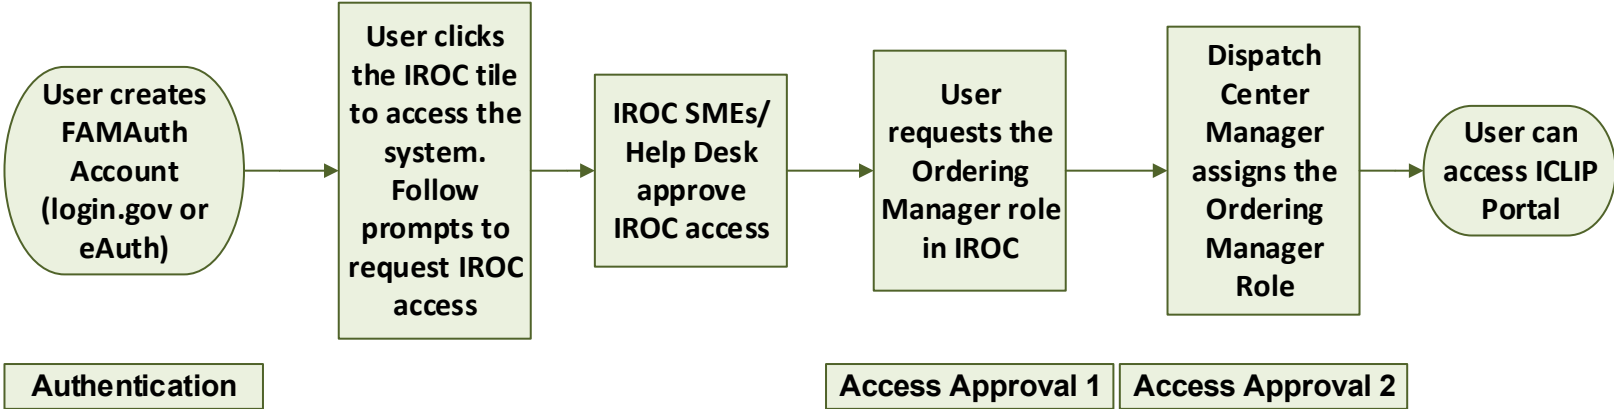 User creates
FAMAuth
Account
(login.gov or
eAuth)
User clicks
the IROC tile
to access the
system.
Follow
prompts to
request IROC
access
IROC SMEs/
Help Desk
approve
IROC access
User
requests the
Ordering
Manager role
in IROC
Dispatch
Center
Manager
assigns the
Ordering
Manager
Role
User can
access ICLIP
Portal
Authentication
Access Approval 1
Access Approval 2